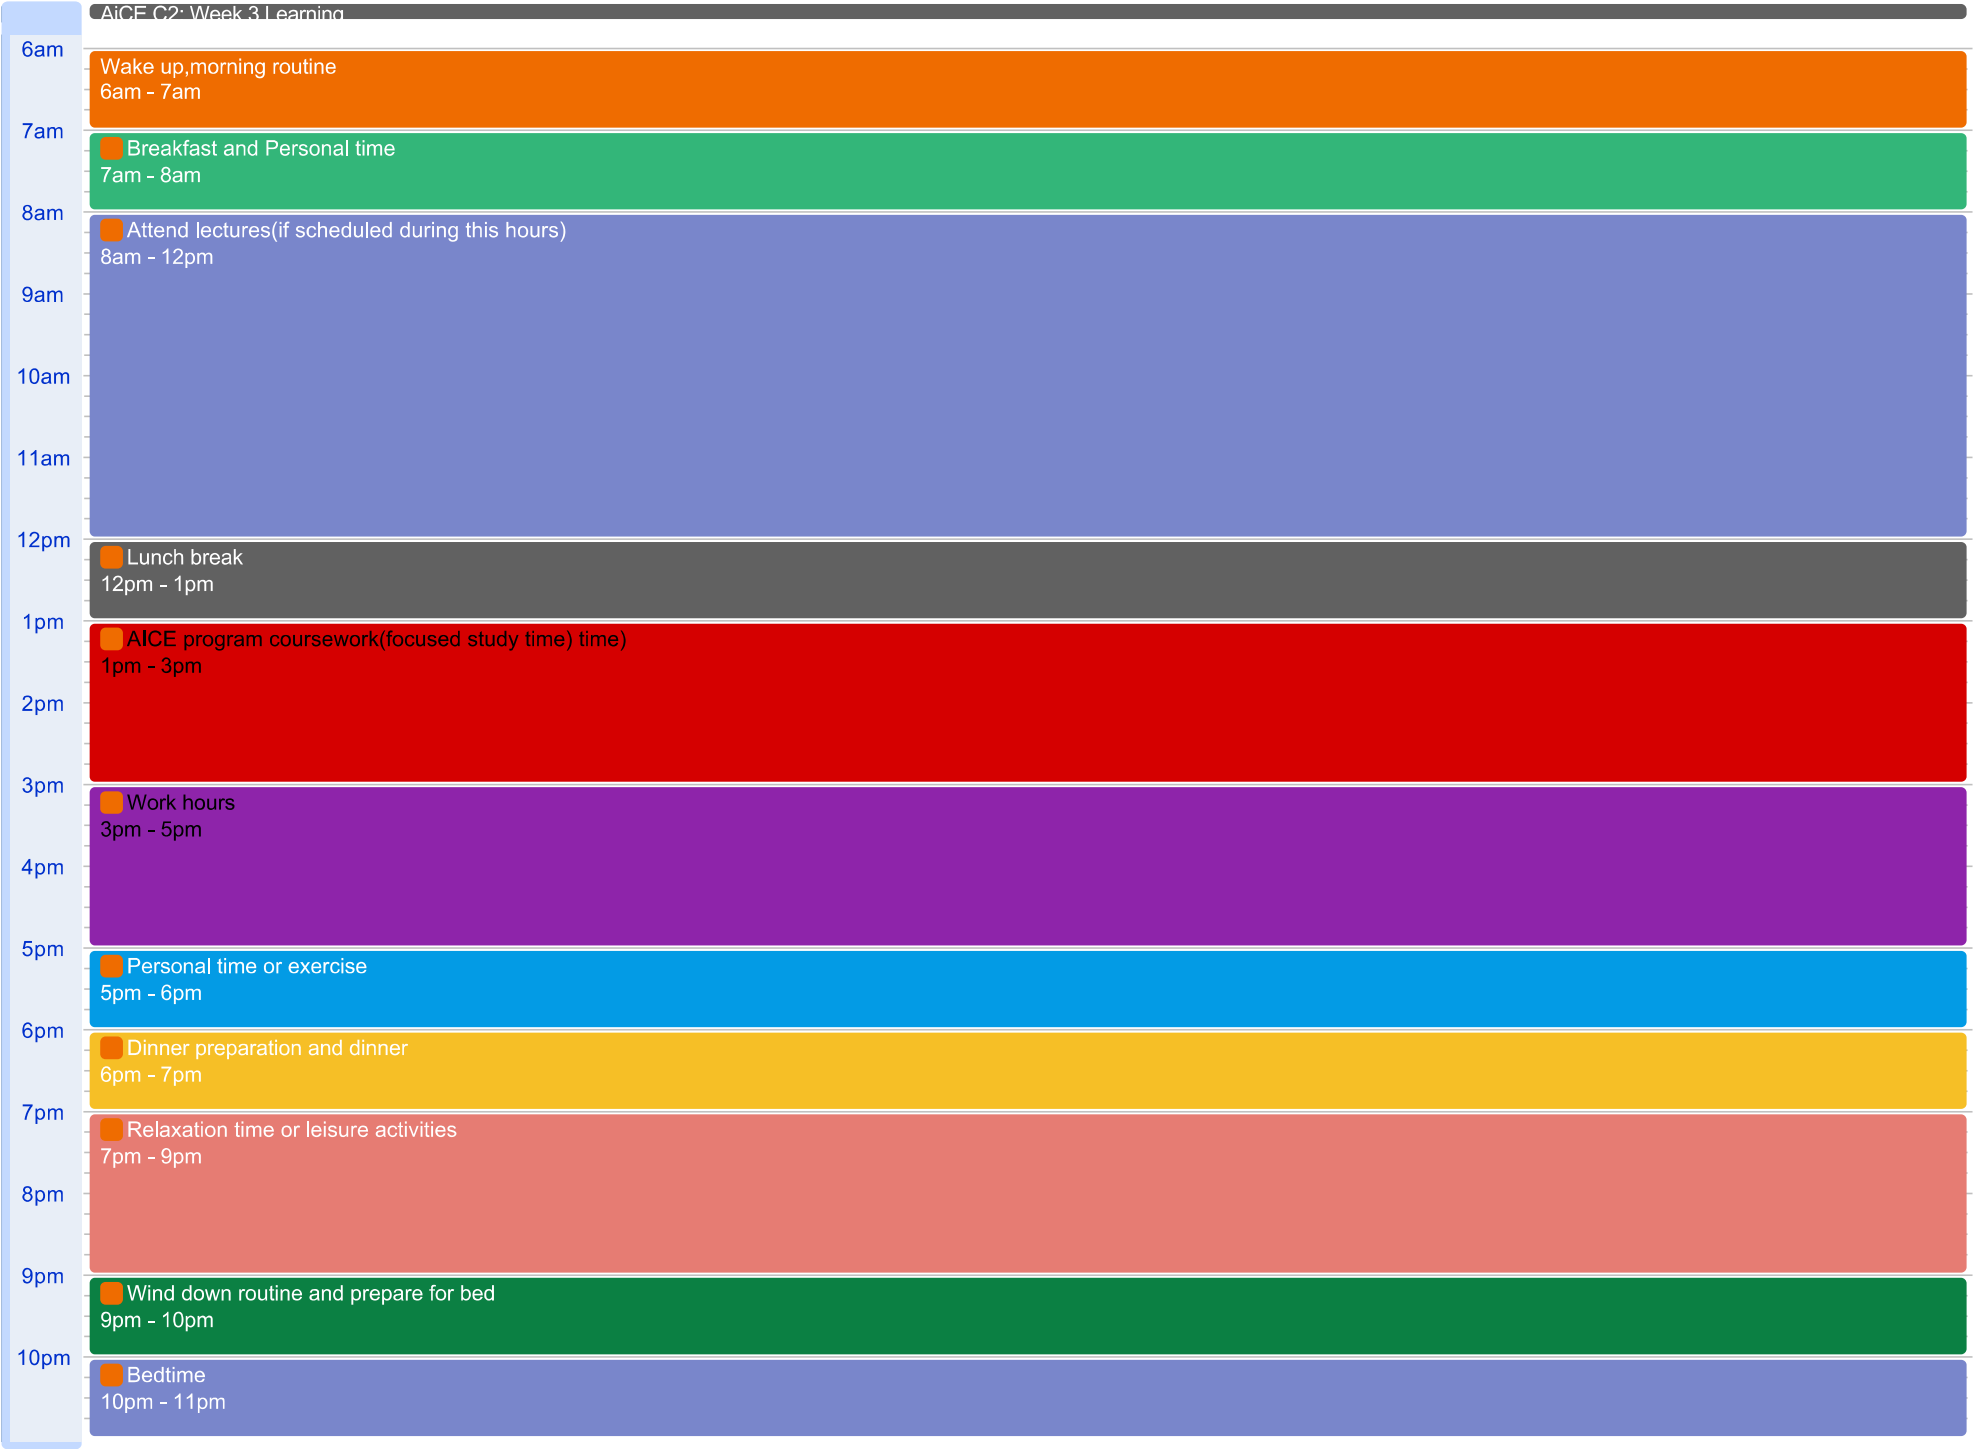 AiCE C2: Week 3 Learning
6am
Wake up,morning routine
6am - 7am
7am
Breakfast and Personal time
7am - 8am
8am
Attend lectures(if scheduled during this hours)
8am - 12pm
9am
10am
11am
12pm
Lunch break
12pm - 1pm
1pm
AICE program coursework(focused study time) time)
1pm - 3pm
2pm
3pm
Work hours
3pm - 5pm
4pm
5pm
Personal time or exercise
5pm - 6pm
6pm
Dinner preparation and dinner
6pm - 7pm
7pm
Relaxation time or leisure activities
7pm - 9pm
8pm
9pm
Wind down routine and prepare for bed
9pm - 10pm
10pm
Bedtime
10pm - 11pm